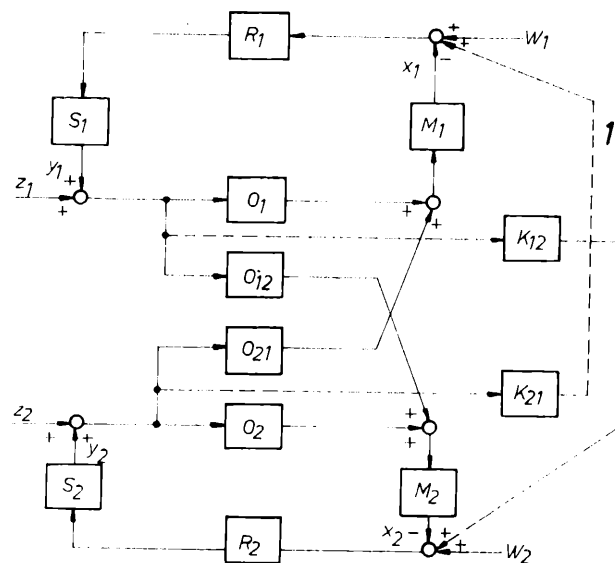 R₁
+
+
W₁
x₁
−
S₁
M₁
1
y₁
+
z₁
+
O₁
+
+
K₁₂
O₁₂
O₂₁
K₂₁
z₂
+
+
O₂
+
+
y₂
S₂
M₂
x₂
−
+
+
R₂
W₂